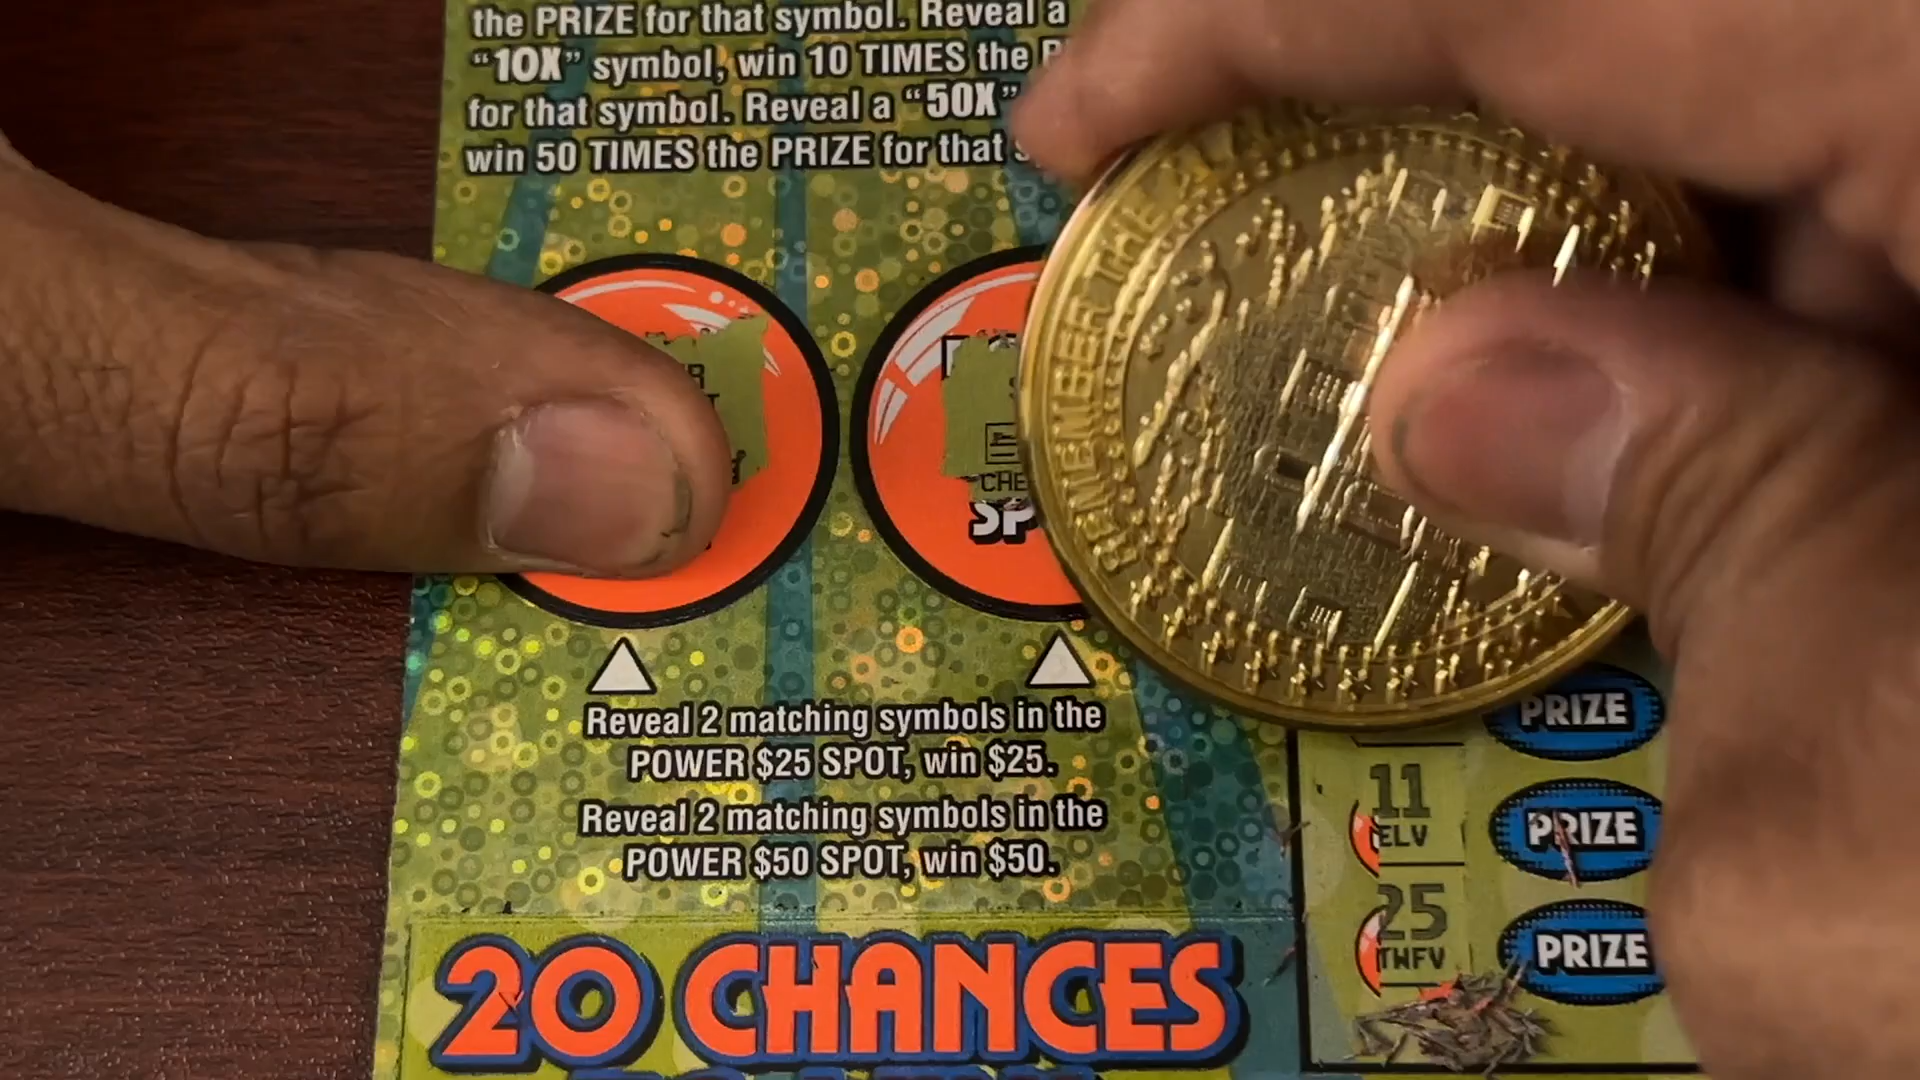 the PRIZE for that symbol. Reveal a
"10X" symbol, win 10 TIMES the
for that symbol. Reveal a "50X"
win 50 TIMES the PRIZE for that
REMEMBER THE
Reveal 2 matching symbols in the
POWER $25 SPOT, win $25.
Reveal 2 matching symbols in the
POWER $50 SPOT, win $50.
PRIZE
11
ELV
PRIZE
25
TWFV
PRIZE
20 CHANCES